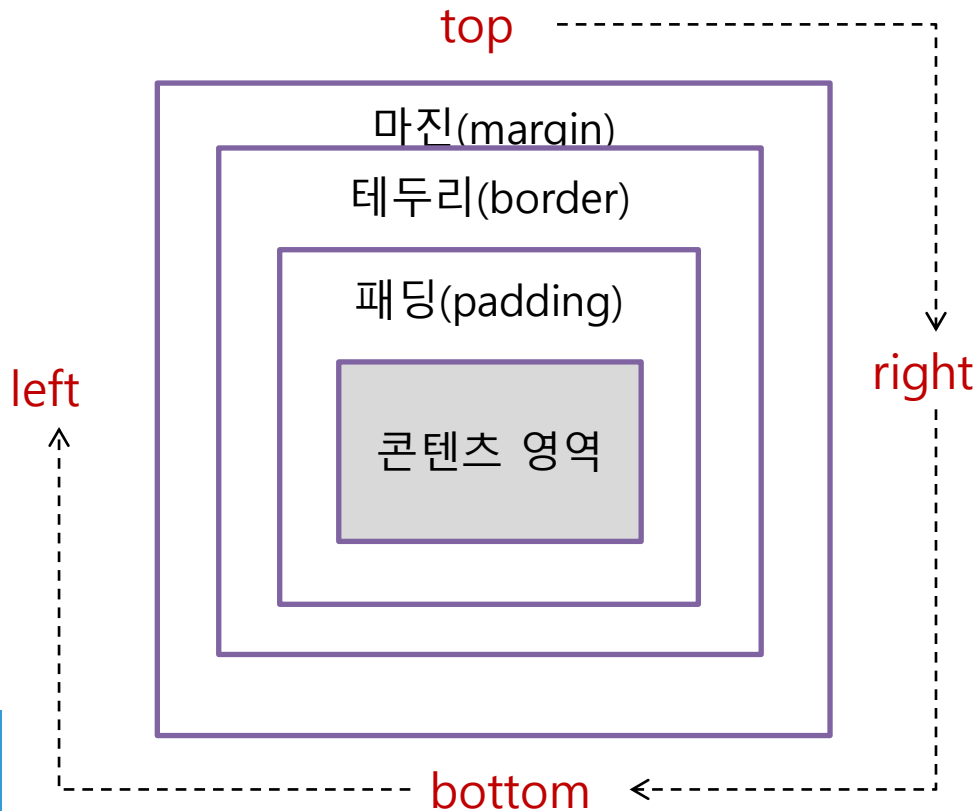 top
마진(margin)
테두리(border)
패딩(padding)
left
right
콘텐츠 영역
bottom